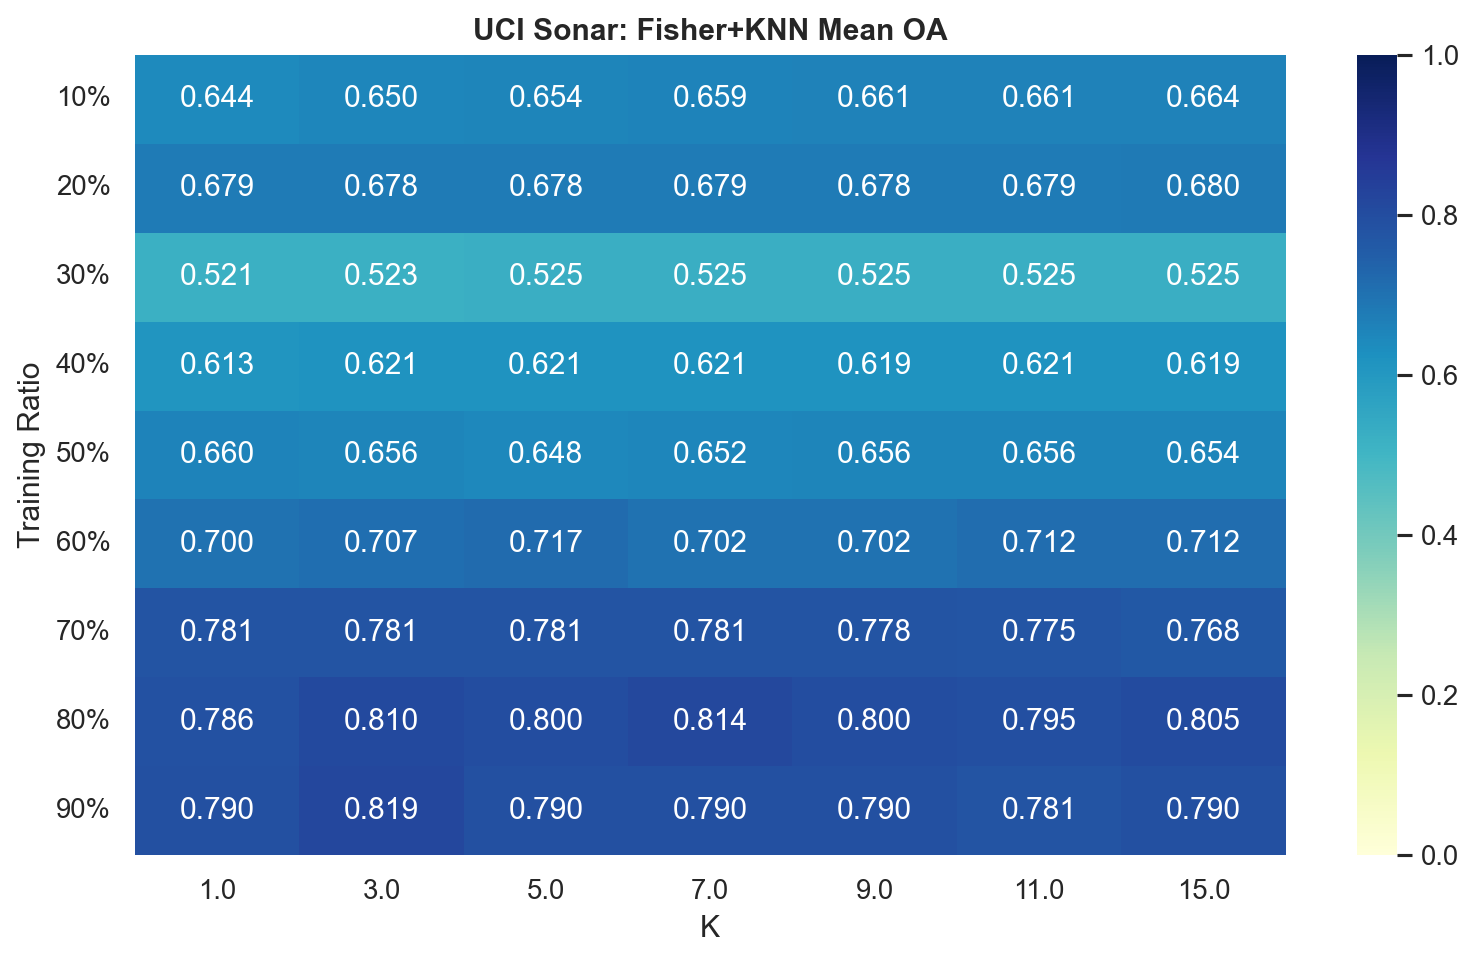 UCI Sonar: Fisher+KNN Mean OA
Training Ratio
10% 0.644 0.650 0.654 0.659 0.661 0.661 0.664
20% 0.679 0.678 0.678 0.679 0.678 0.679 0.680
30% 0.521 0.523 0.525 0.525 0.525 0.525 0.525
40% 0.613 0.621 0.621 0.621 0.619 0.621 0.619
50% 0.660 0.656 0.648 0.652 0.656 0.656 0.654
60% 0.700 0.707 0.717 0.702 0.702 0.712 0.712
70% 0.781 0.781 0.781 0.781 0.778 0.775 0.768
80% 0.786 0.810 0.800 0.814 0.800 0.795 0.805
90% 0.790 0.819 0.790 0.790 0.790 0.781 0.790
1.0 3.0 5.0 7.0 9.0 11.0 15.0
K
1.0
0.8
0.6
0.4
0.2
0.0